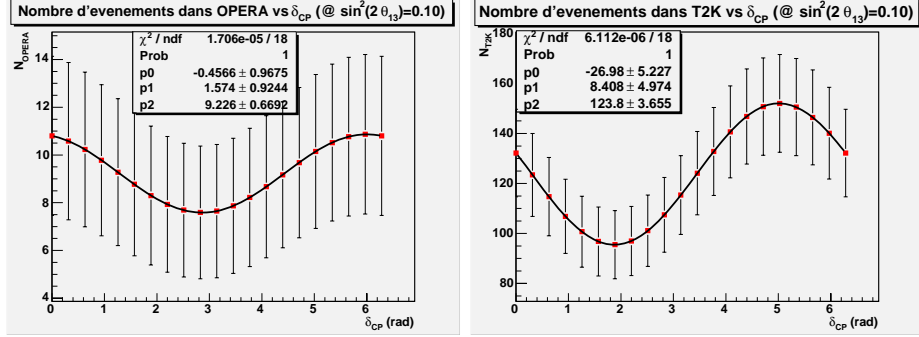 Nombre d'evenements dans OPERA vs δCP (@ sin²(2 θ13)=0.10)
NOPERA
χ² / ndf 1.706e-05 / 18
Prob 1
p0 -0.4566 ± 0.9675
p1 1.574 ± 0.9244
p2 9.226 ± 0.6692
14
12
10
8
6
4
0 1 2 3 4 5 6
δCP (rad)
Nombre d'evenements dans T2K vs δCP (@ sin²(2 θ13)=0.10)
NT2K
χ² / ndf 6.112e-06 / 18
Prob 1
p0 -26.98 ± 5.227
p1 8.408 ± 4.974
p2 123.8 ± 3.655
180
160
140
120
100
80
0 1 2 3 4 5 6
δCP (rad)